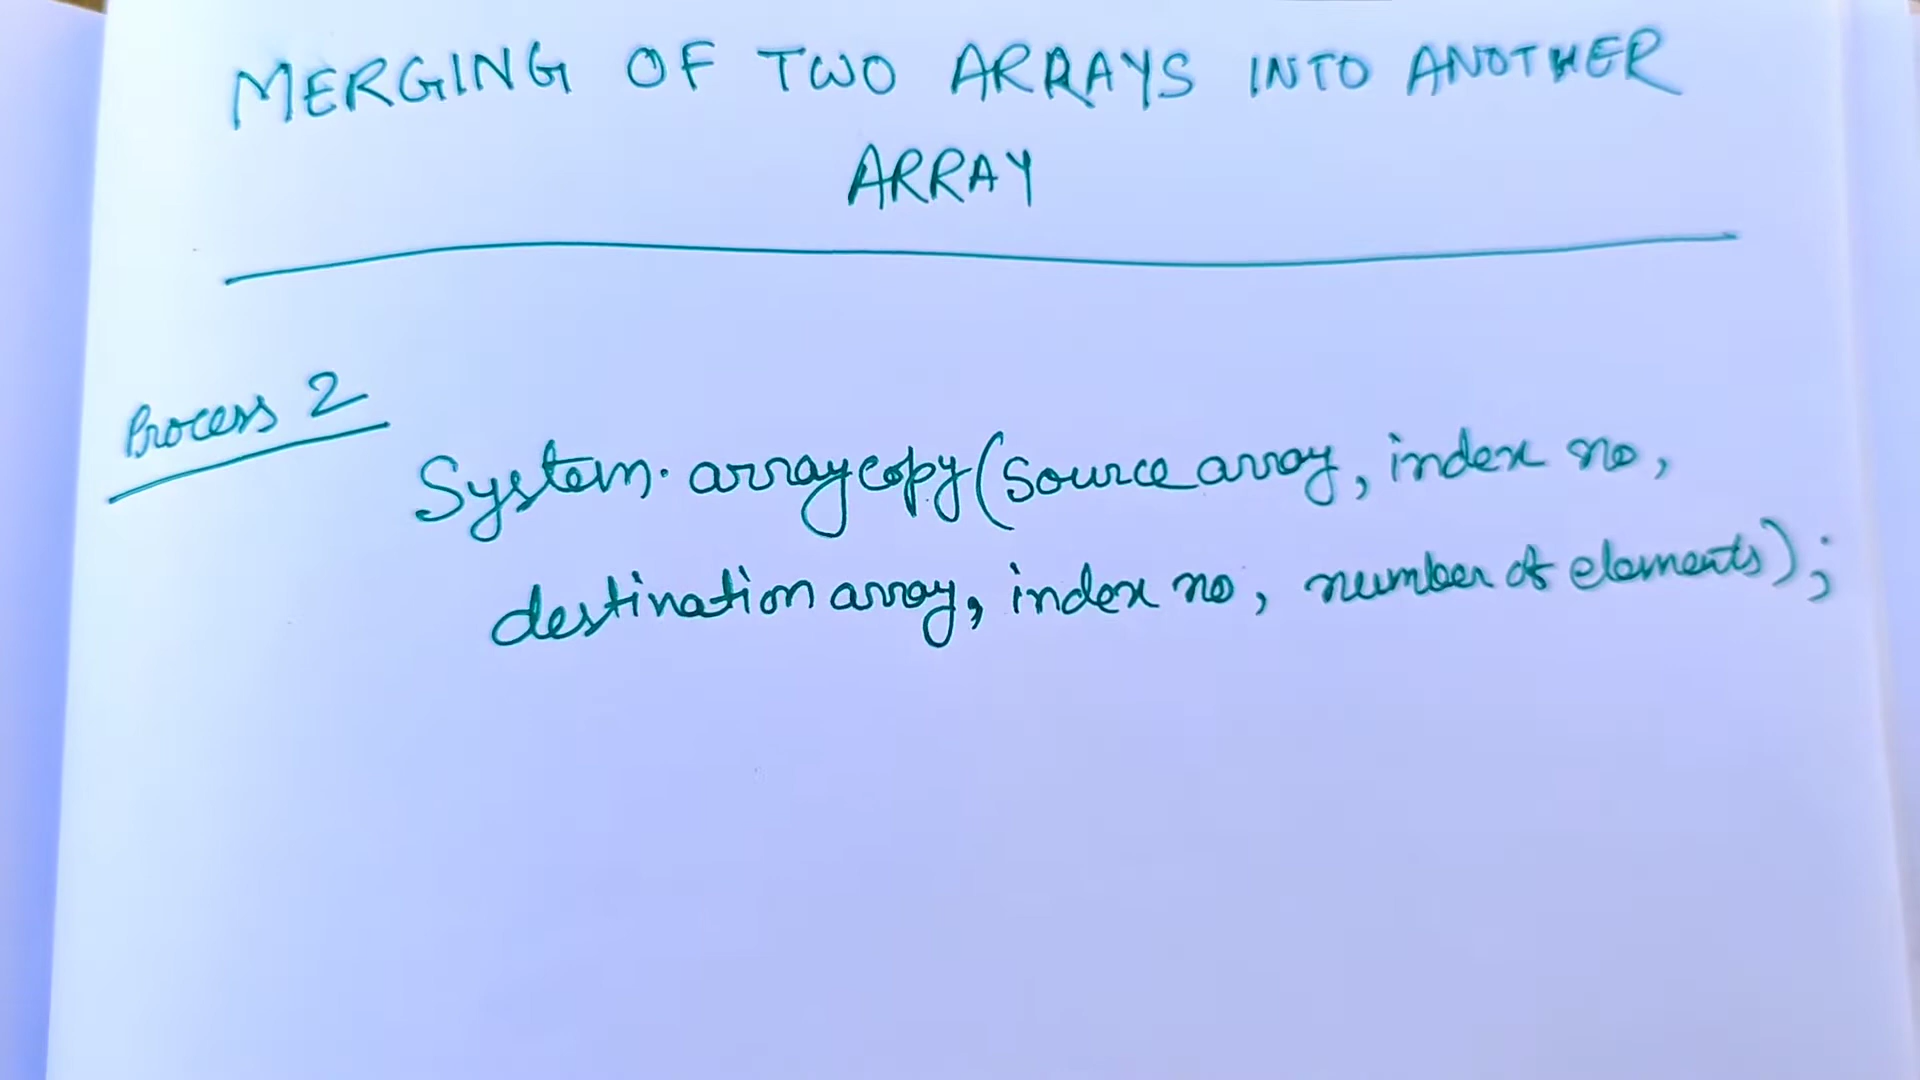 MERGING OF TWO ARRAYS INTO ANOTHER
ARRAY
Process 2
System.arraycopy(Source array, index no,
destination array, index no, number of elements);